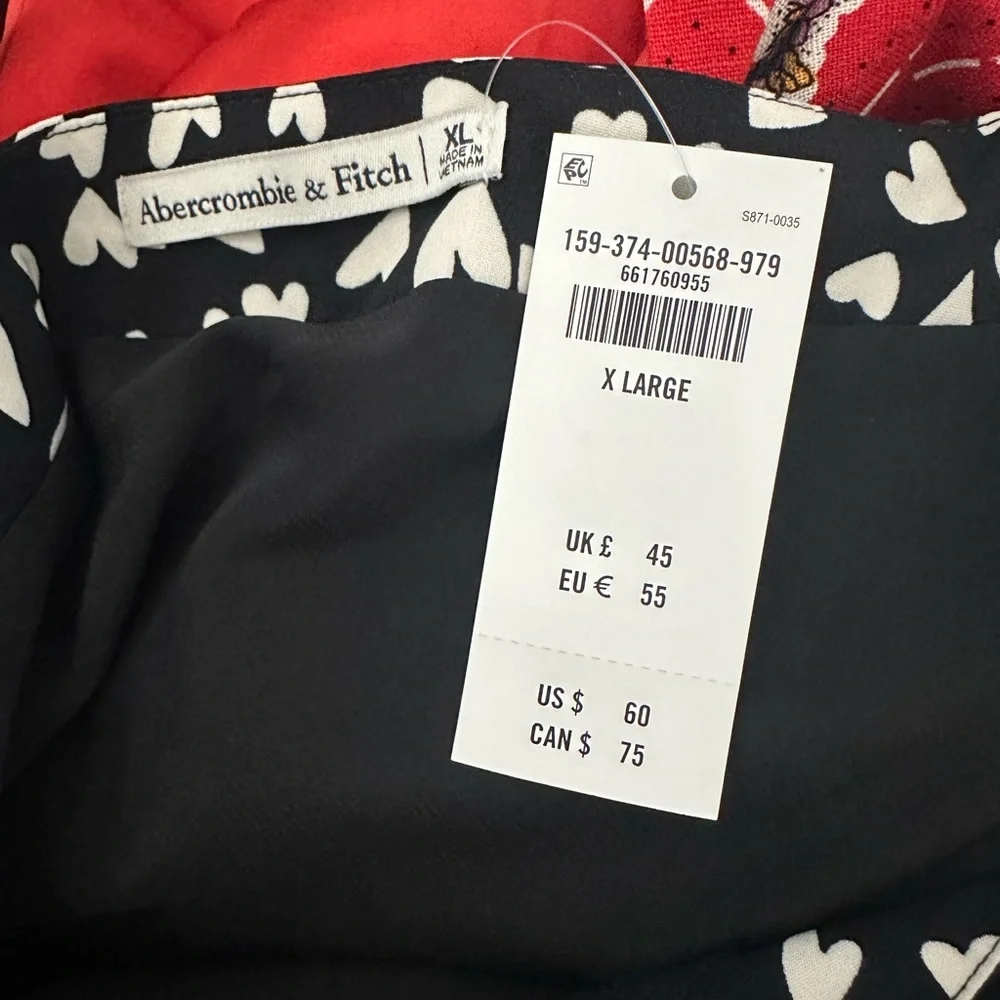 Abercrombie & Fitch
XL
MADE IN
VIETNAM
EPC™
S871-0035
159-374-00568-979
661760955
X LARGE
UK £ 45
EU € 55
US $ 60
CAN $ 75